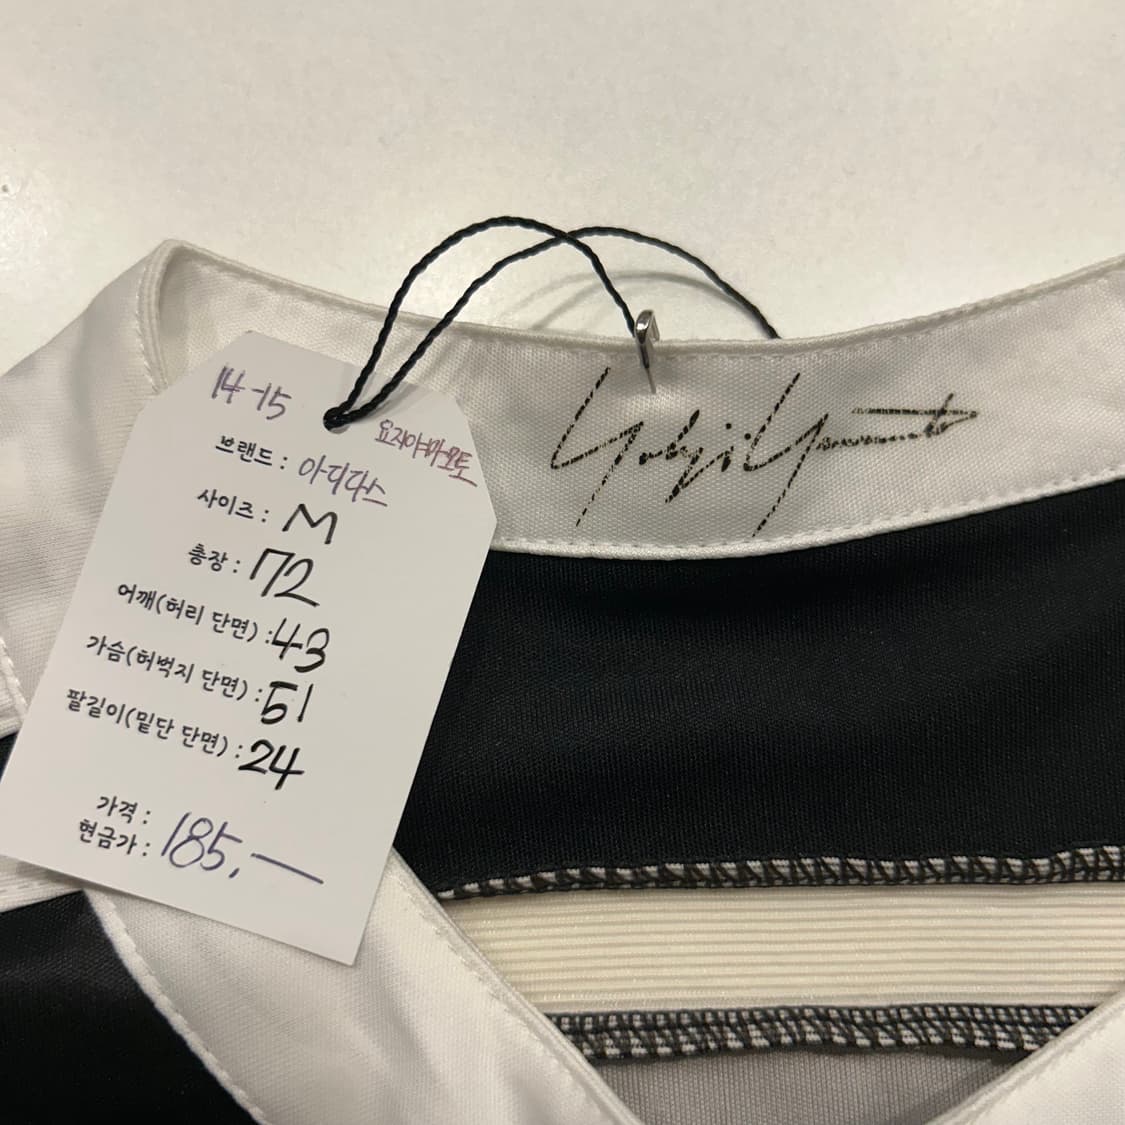 14-15
요지야마모토
브랜드 : 아디다스
사이즈 : M
총장 : 72
어깨(허리 단면) : 43
가슴(허벅지 단면) : 51
팔길이(밑단 단면) : 24
가격 :
현금가 : 185,—
Yohji Yamamoto